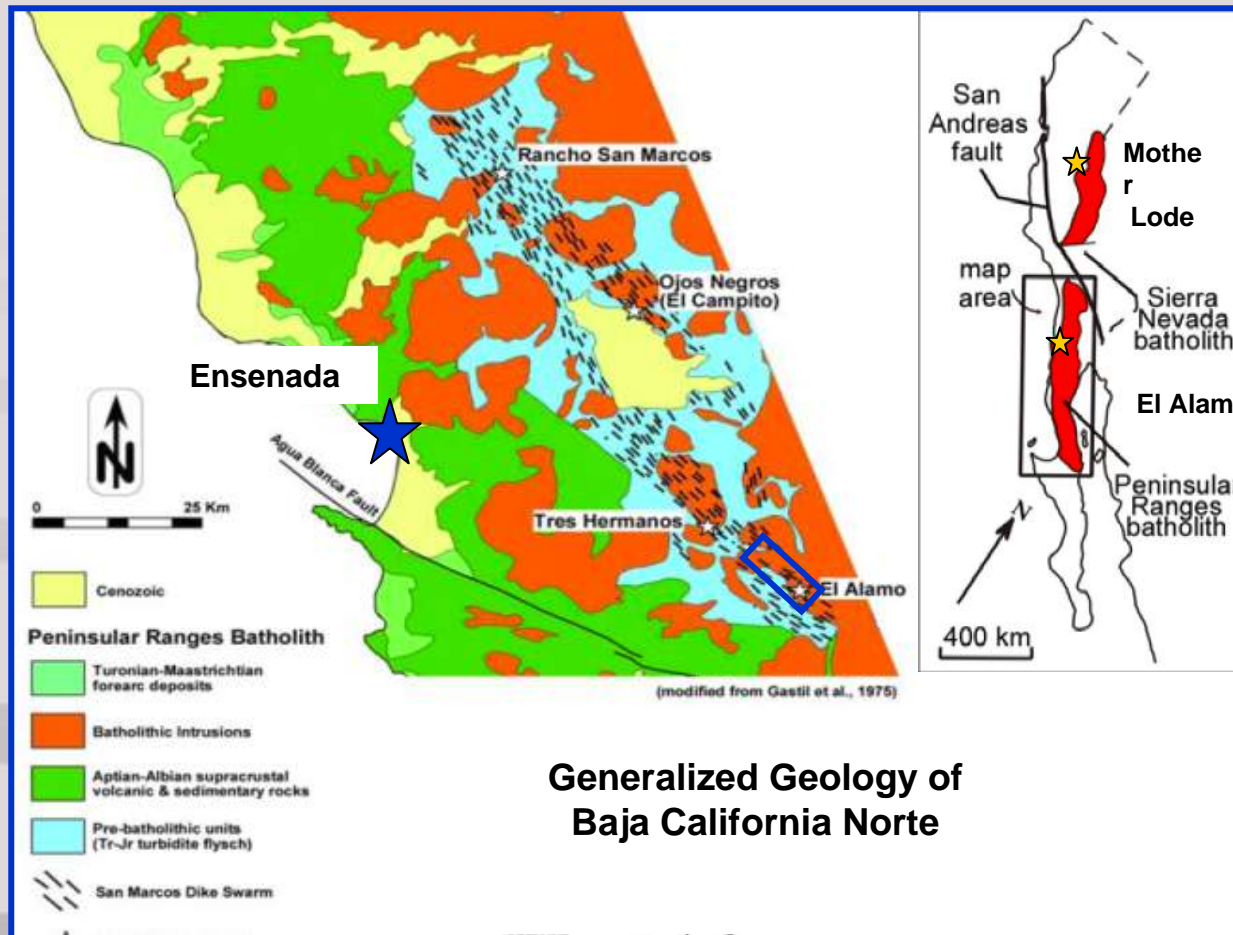 Rancho San Marcos
Ojos Negros
(El Campito)
Ensenada
Agua Blanca Fault
N
0 25 Km
Tres Hermanos
El Alamo
(modified from Gastil et al., 1975)
Cenozoic
Peninsular Ranges Batholith
Turonian-Maastrichtian
forearc deposits
Batholithic Intrusions
Aptian-Albian supracrustal
volcanic & sedimentary rocks
Pre-batholithic units
(Tr-Jr turbidite flysch)
San Marcos Dike Swarm
Generalized Geology of
Baja California Norte
San
Andreas
fault
Mothe
r
Lode
map
area
Sierra
Nevada
batholith
El Alam
Peninsular
Ranges
batholith
N
400 km